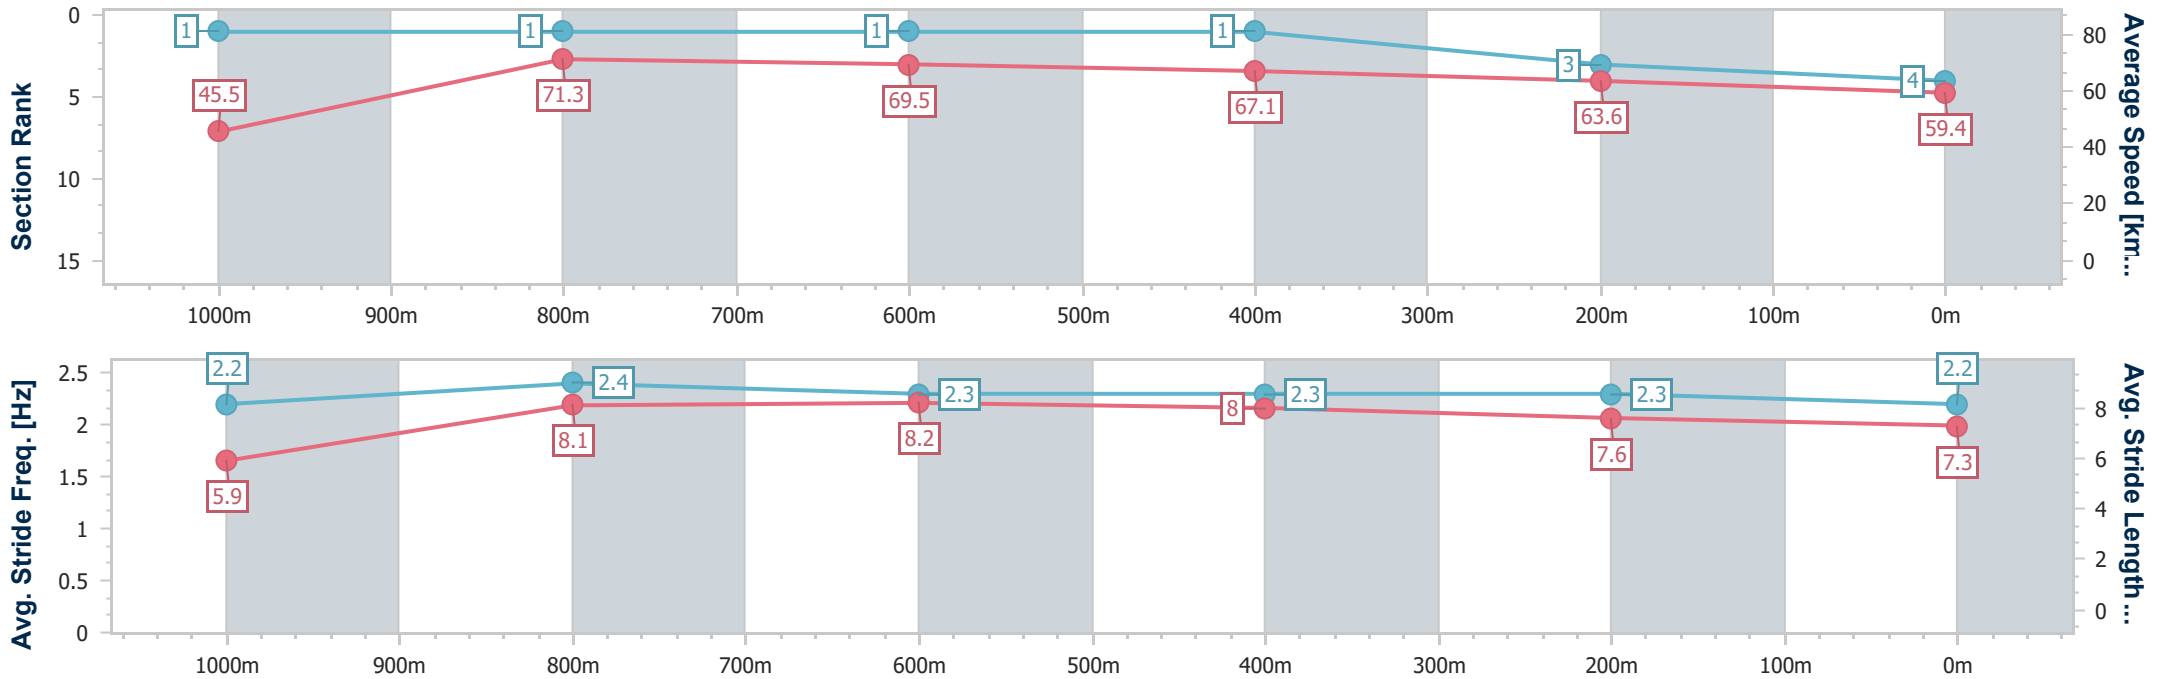 Section Rank
0
5
10
15
1
1
1
1
3
4
45.5
71.3
69.5
67.1
63.6
59.4
80
60
40
20
0
Average Speed [km...
1000m
900m
800m
700m
600m
500m
400m
300m
200m
100m
0m
Avg. Stride Freq. [Hz]
2.5
2
1.5
1
0.5
0
2.2
2.4
2.3
2.3
2.3
2.2
5.9
8.1
8.2
8
7.6
7.3
8
6
4
2
0
Avg. Stride Length ...
1000m
900m
800m
700m
600m
500m
400m
300m
200m
100m
0m